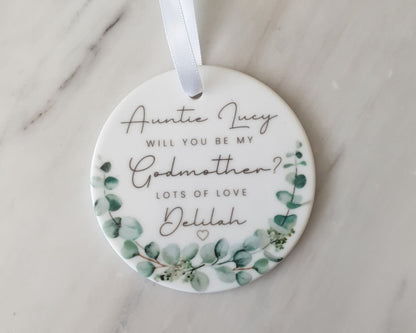 Auntie Lucy
WILL YOU BE MY
Godmother?
LOTS OF LOVE
Delilah